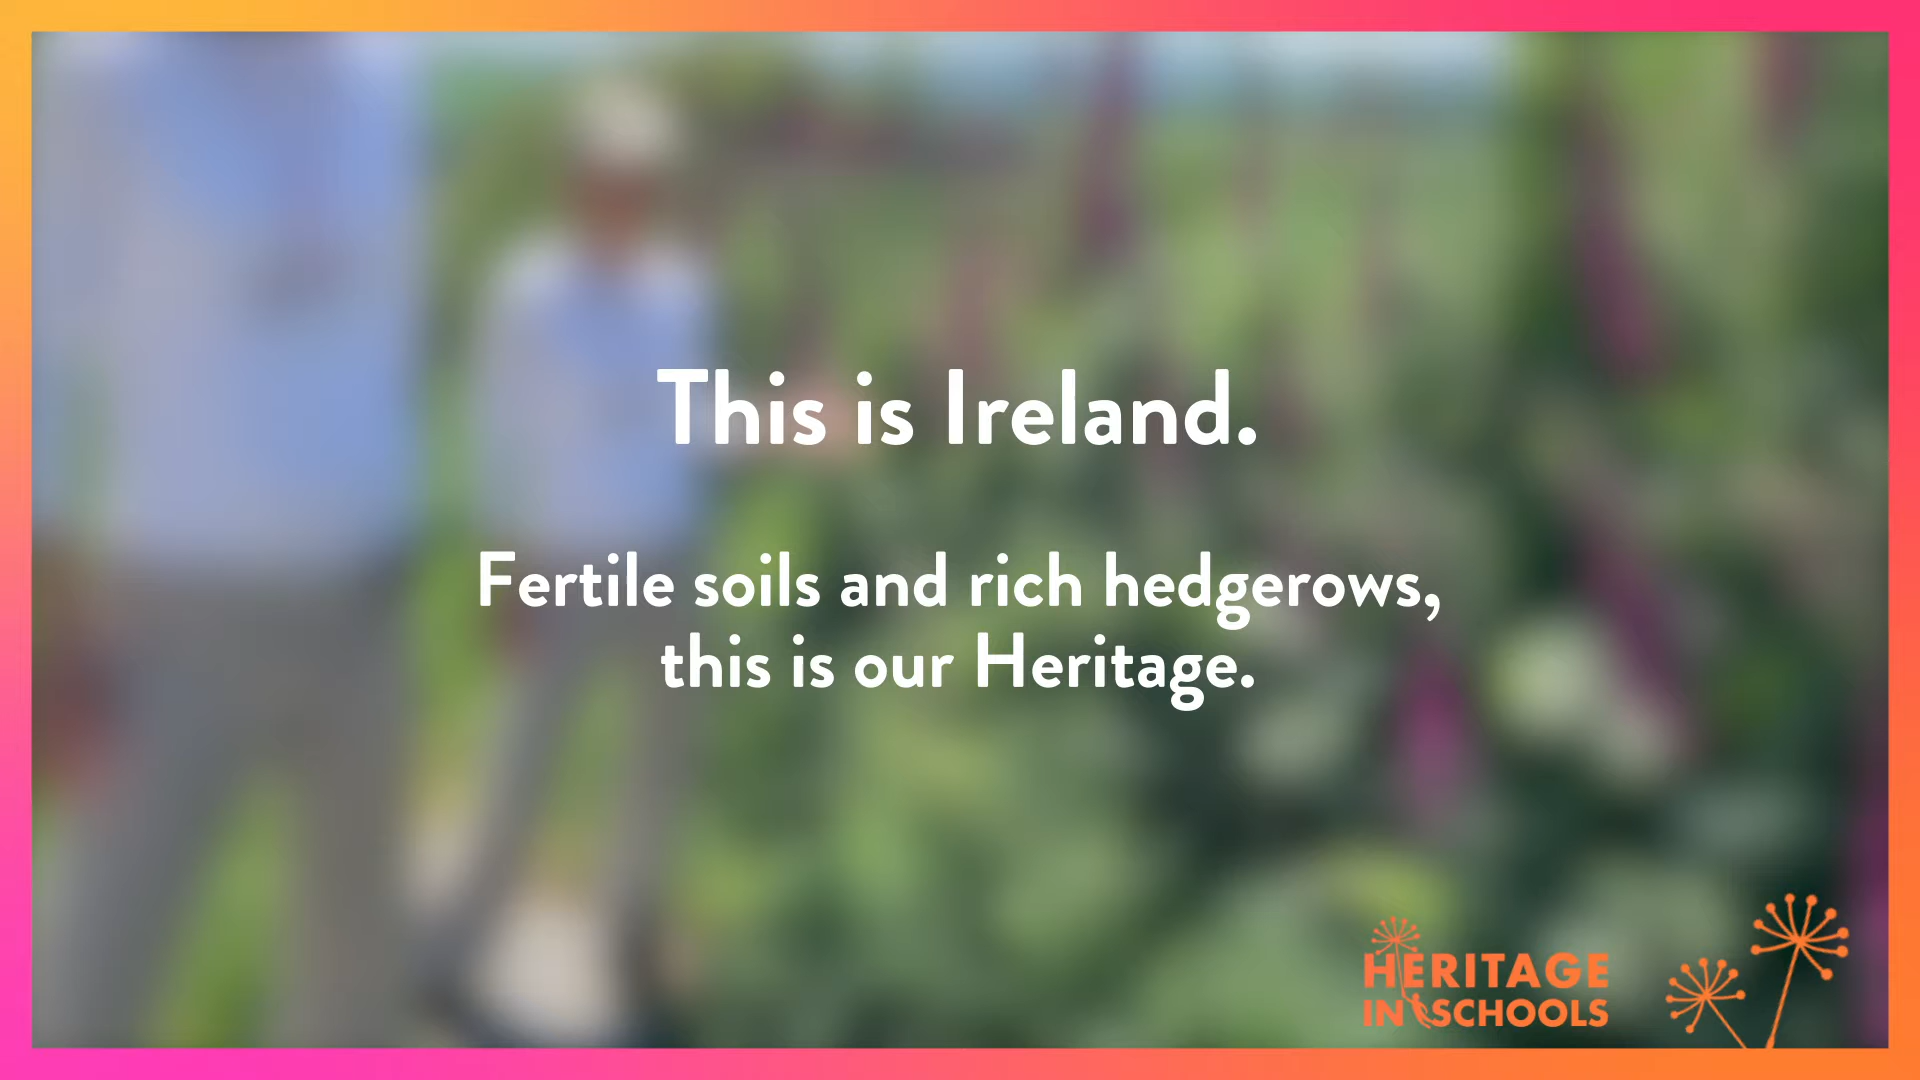 This is Ireland.
Fertile soils and rich hedgerows,
this is our Heritage.
HERITAGE
IN SCHOOLS